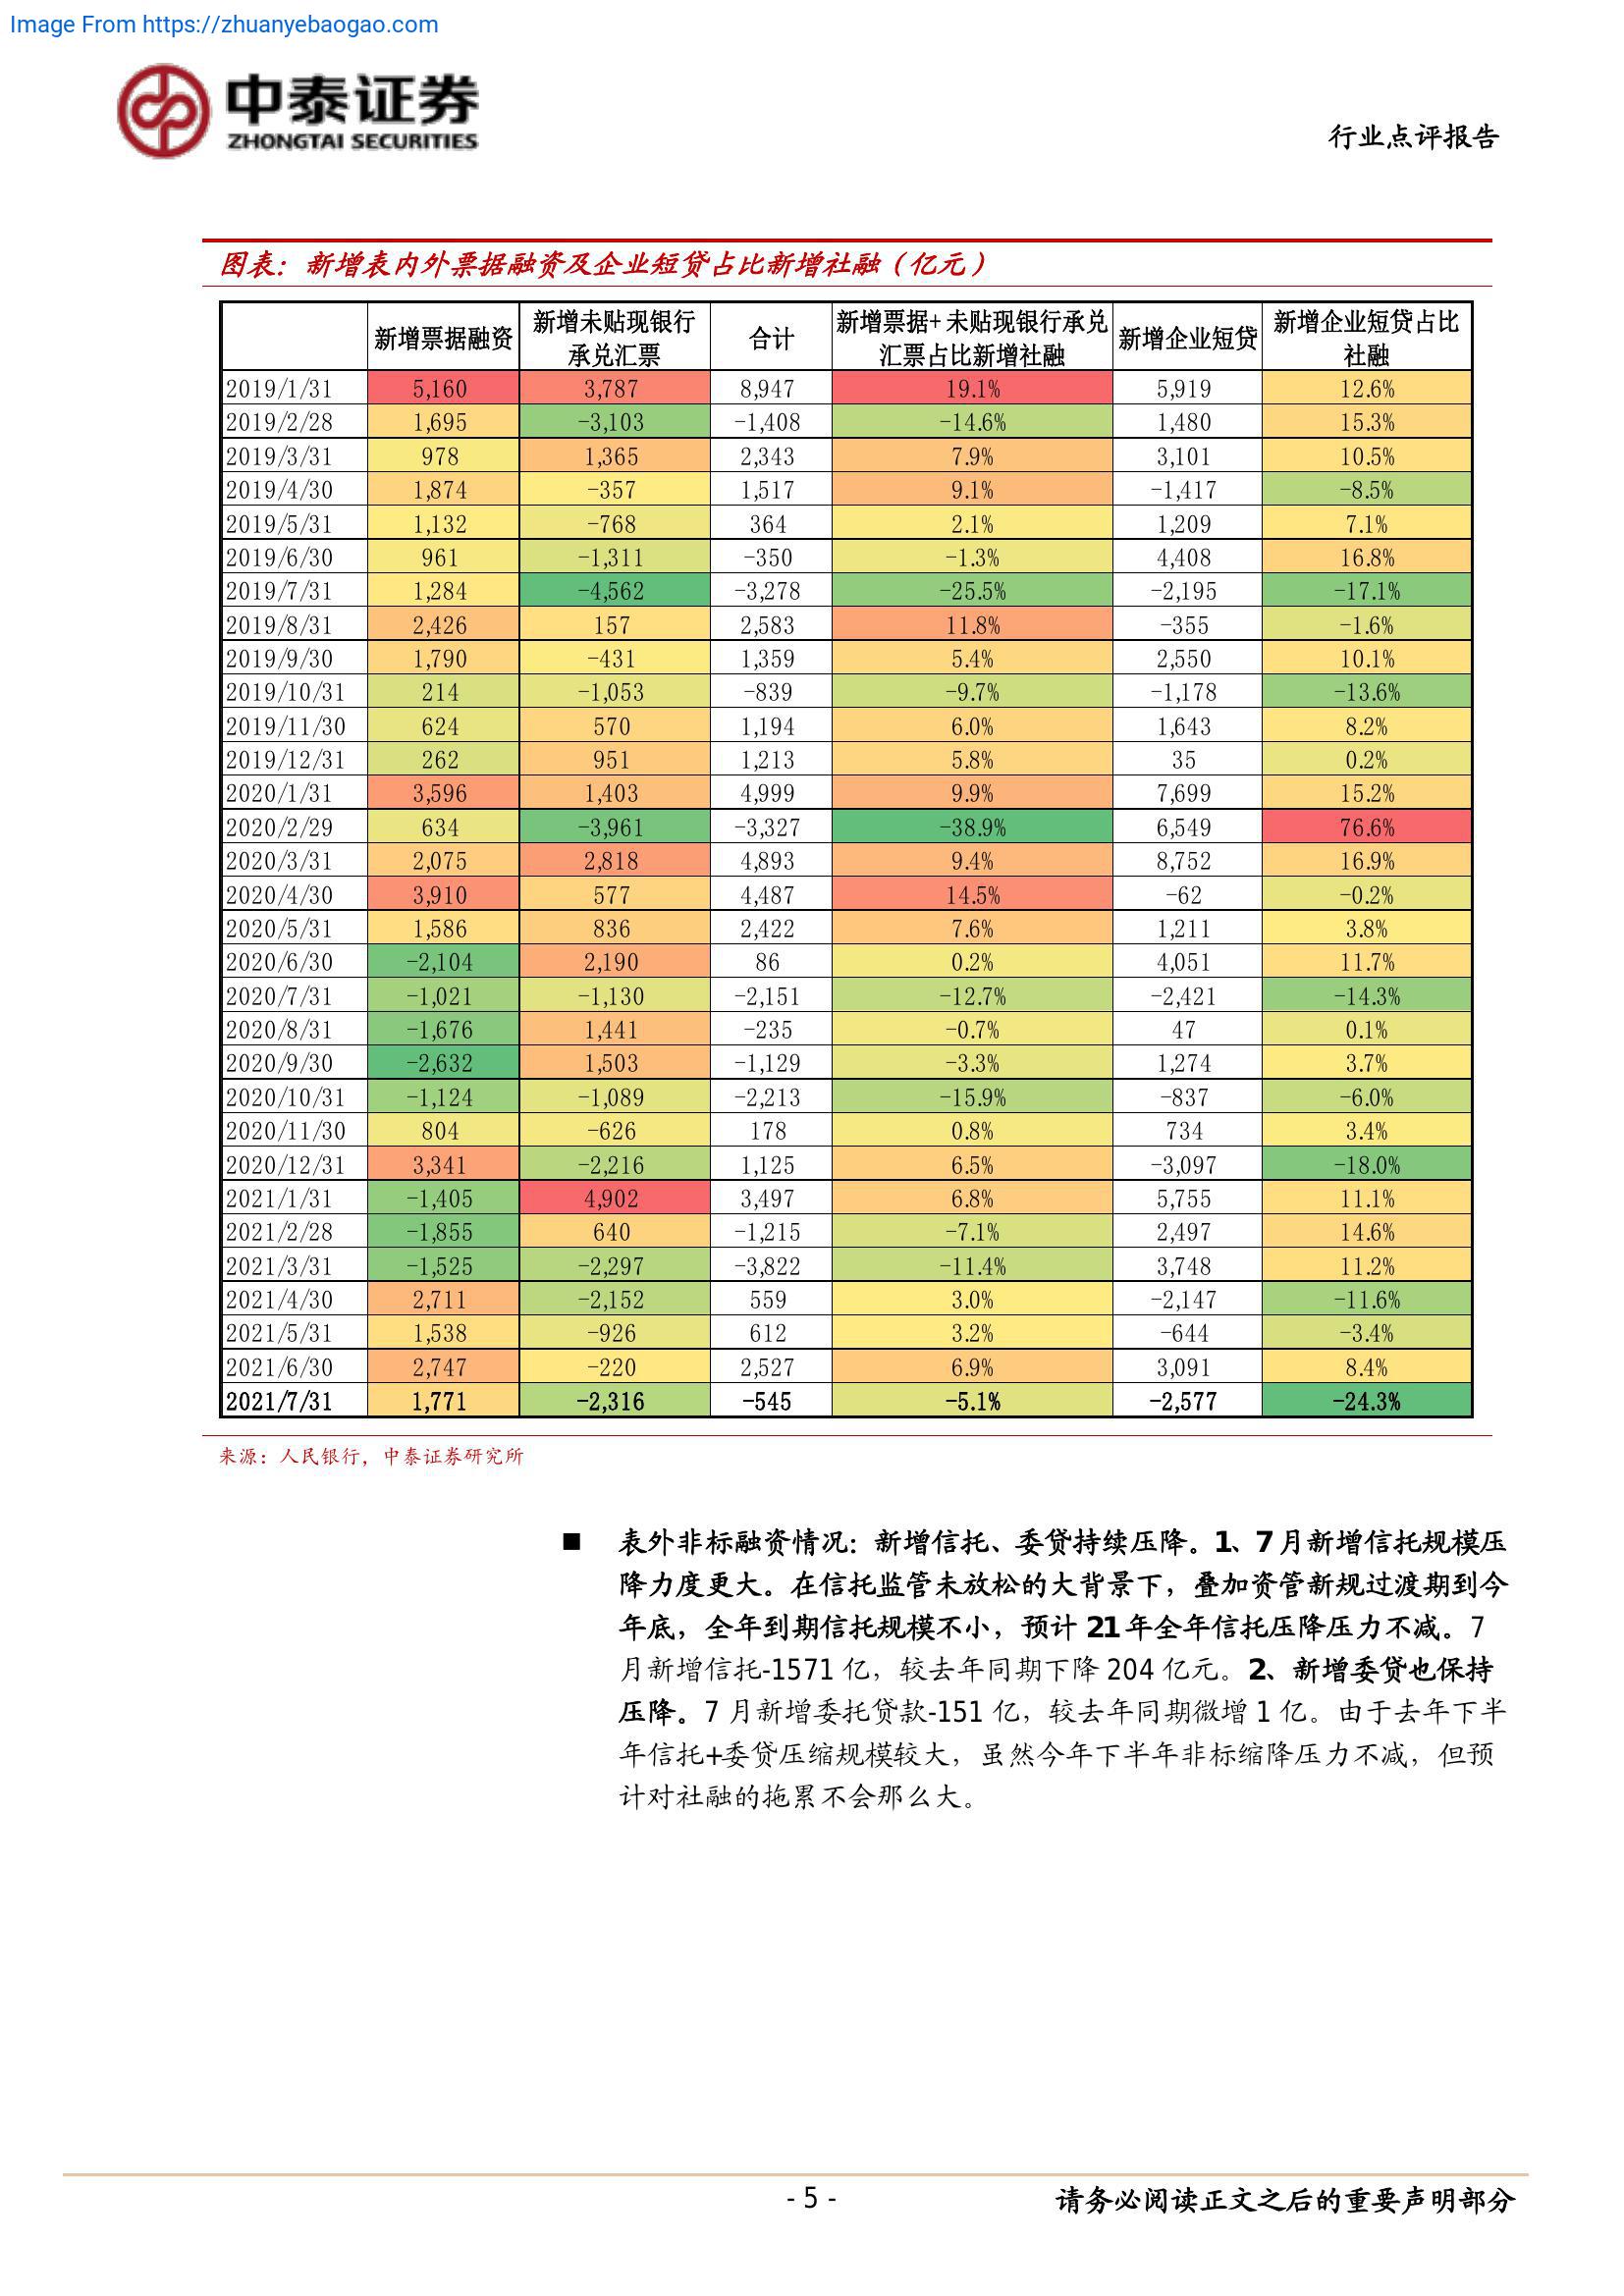 Image From https://zhuanyebaogao.com
中泰证券
ZHONGTAI SECURITIES
行业点评报告
图表：新增表内外票据融资及企业短贷占比新增社融（亿元）
新增票据融资 新增未贴现银行承兑汇票 合计 新增票据+未贴现银行承兑汇票占比新增社融 新增企业短贷 新增企业短贷占比社融
2019/1/31 5,160 3,787 8,947 19.1% 5,919 12.6%
2019/2/28 1,695 -3,103 -1,408 -14.6% 1,480 15.3%
2019/3/31 978 1,365 2,343 7.9% 3,101 10.5%
2019/4/30 1,874 -357 1,517 9.1% -1,417 -8.5%
2019/5/31 1,132 -768 364 2.1% 1,209 7.1%
2019/6/30 961 -1,311 -350 -1.3% 4,408 16.8%
2019/7/31 1,284 -4,562 -3,278 -25.5% -2,195 -17.1%
2019/8/31 2,426 157 2,583 11.8% -355 -1.6%
2019/9/30 1,790 -431 1,359 5.4% 2,550 10.1%
2019/10/31 214 -1,053 -839 -9.7% -1,178 -13.6%
2019/11/30 624 570 1,194 6.0% 1,643 8.2%
2019/12/31 262 951 1,213 5.8% 35 0.2%
2020/1/31 3,596 1,403 4,999 9.9% 7,699 15.2%
2020/2/29 634 -3,961 -3,327 -38.9% 6,549 76.6%
2020/3/31 2,075 2,818 4,893 9.4% 8,752 16.9%
2020/4/30 3,910 577 4,487 14.5% -62 -0.2%
2020/5/31 1,586 836 2,422 7.6% 1,211 3.8%
2020/6/30 -2,104 2,190 86 0.2% 4,051 11.7%
2020/7/31 -1,021 -1,130 -2,151 -12.7% -2,421 -14.3%
2020/8/31 -1,676 1,441 -235 -0.7% 47 0.1%
2020/9/30 -2,632 1,503 -1,129 -3.3% 1,274 3.7%
2020/10/31 -1,124 -1,089 -2,213 -15.9% -837 -6.0%
2020/11/30 804 -626 178 0.8% 734 3.4%
2020/12/31 3,341 -2,216 1,125 6.5% -3,097 -18.0%
2021/1/31 -1,405 4,902 3,497 6.8% 5,755 11.1%
2021/2/28 -1,855 640 -1,215 -7.1% 2,497 14.6%
2021/3/31 -1,525 -2,297 -3,822 -11.4% 3,748 11.2%
2021/4/30 2,711 -2,152 559 3.0% -2,147 -11.6%
2021/5/31 1,538 -926 612 3.2% -644 -3.4%
2021/6/30 2,747 -220 2,527 6.9% 3,091 8.4%
2021/7/31 1,771 -2,316 -545 -5.1% -2,577 -24.3%
来源：人民银行，中泰证券研究所
■ 表外非标融资情况：新增信托、委贷持续压降。1、7 月新增信托规模压
降力度更大。在信托监管未放松的大背景下，叠加资管新规过渡期到今
年底，全年到期信托规模不小，预计 21 年全年信托压降压力不减。7
月新增信托-1571 亿，较去年同期下降 204 亿元。2、新增委贷也保持
压降。7 月新增委托贷款-151 亿，较去年同期微增 1 亿。由于去年下半
年信托+委贷压缩规模较大，虽然今年下半年非标缩降压力不减，但预
计对社融的拖累不会那么大。
- 5 -
请务必阅读正文之后的重要声明部分